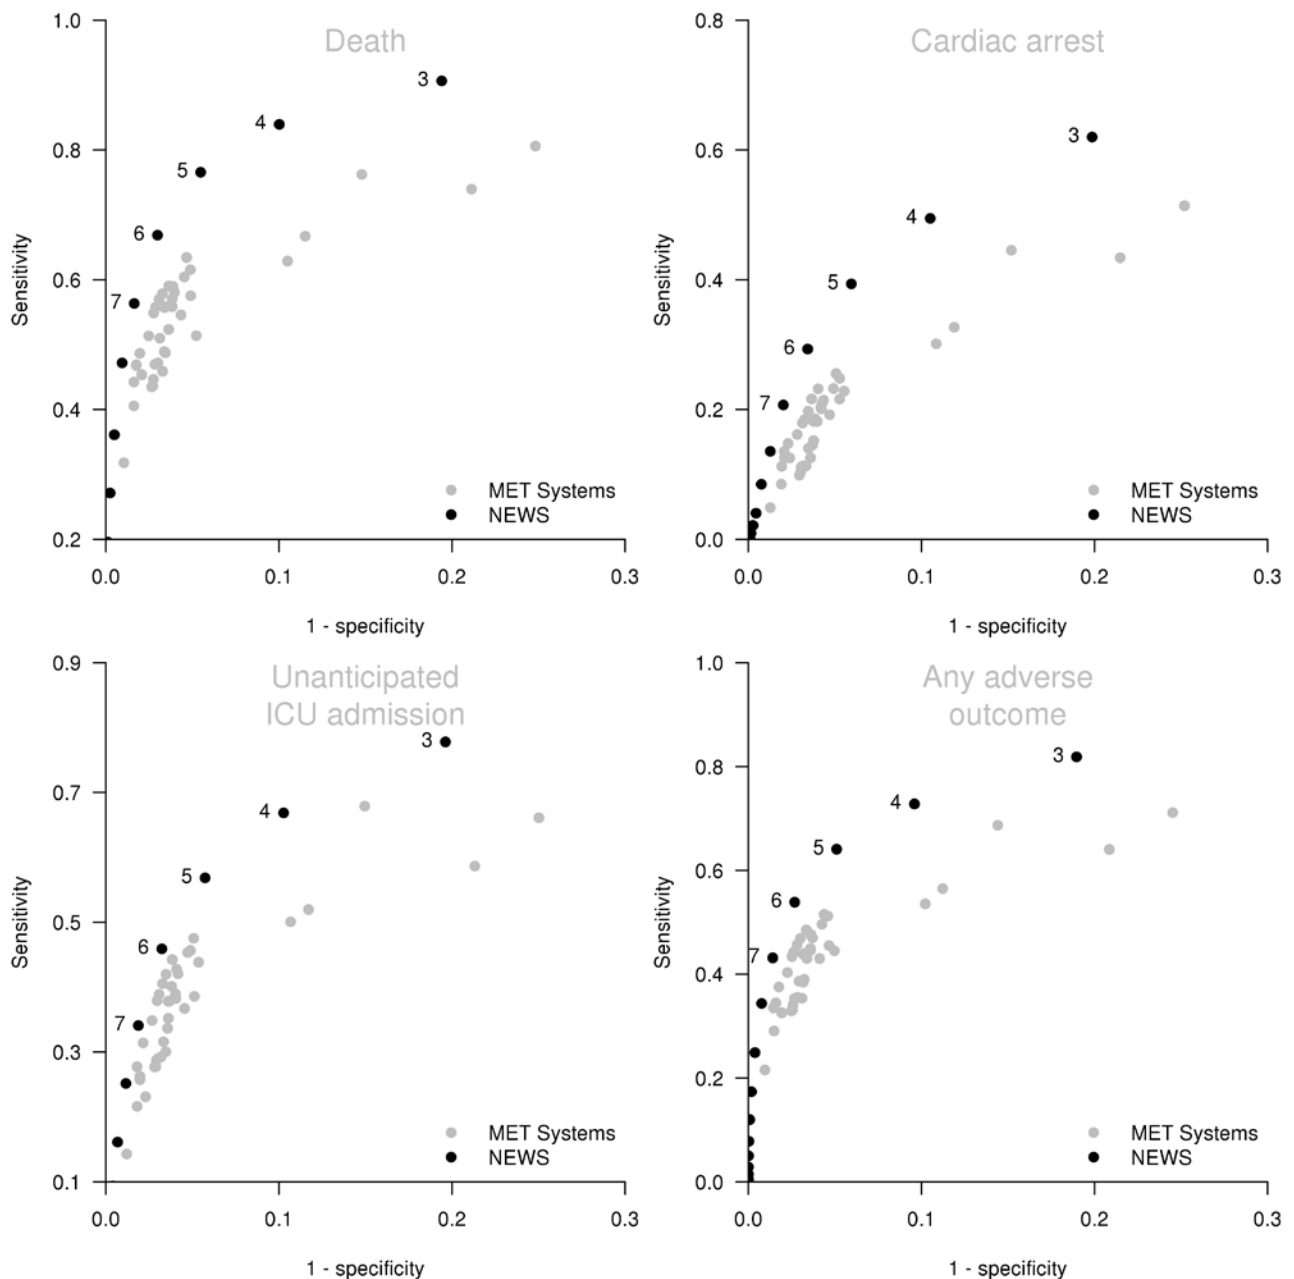 Death
1.0
0.8
0.6
0.4
0.2
Sensitivity
3
4
5
6
7
MET Systems
NEWS
0.0 0.1 0.2 0.3
1 - specificity
Cardiac arrest
0.8
0.6
0.4
0.2
0.0
Sensitivity
3
4
5
6
7
MET Systems
NEWS
0.0 0.1 0.2 0.3
1 - specificity
Unanticipated
ICU admission
0.9
0.7
0.5
0.3
0.1
Sensitivity
3
4
5
6
7
MET Systems
NEWS
0.0 0.1 0.2 0.3
1 - specificity
Any adverse
outcome
1.0
0.8
0.6
0.4
0.2
0.0
Sensitivity
3
4
5
6
7
MET Systems
NEWS
0.0 0.1 0.2 0.3
1 - specificity